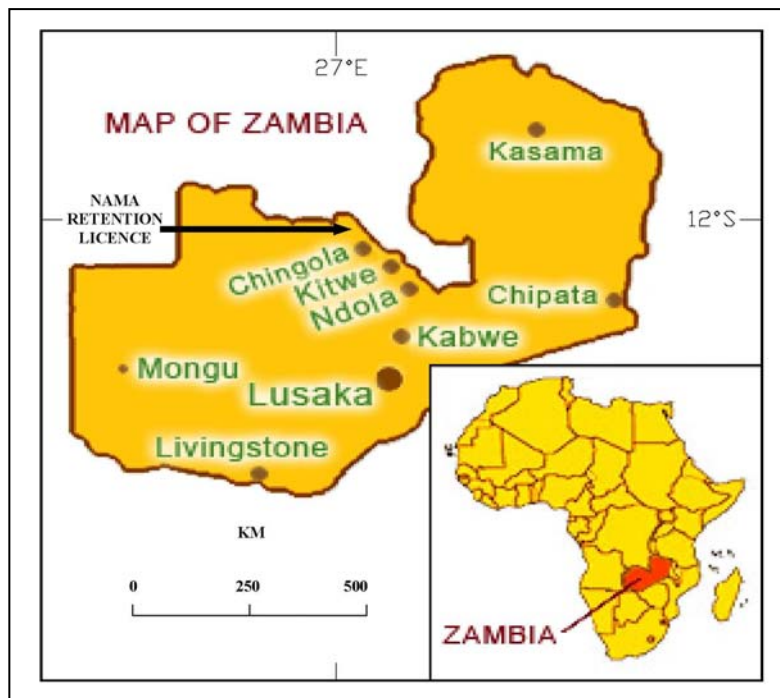 27°E
MAP OF ZAMBIA
Kasama
NAMA
RETENTION
LICENCE
12°S
Chingola
Kitwe
Ndola
Chipata
Kabwe
Mongu
Lusaka
Livingstone
KM
0 250 500
ZAMBIA